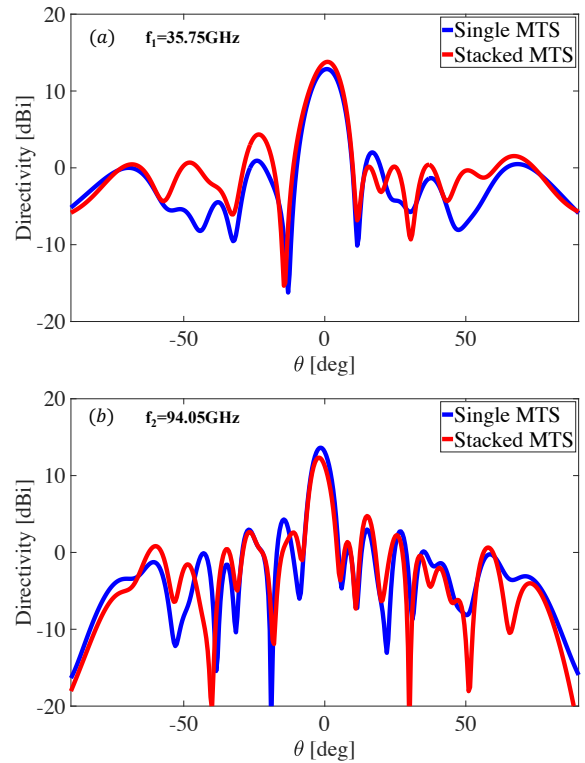 20
(a) f₁=35.75GHz
Single MTS
Stacked MTS
10
0
-10
-20
Directivity [dBi]
-50 0 50
θ [deg]
20
(b) f₂=94.05GHz
Single MTS
Stacked MTS
10
0
-10
-20
Directivity [dBi]
-50 0 50
θ [deg]